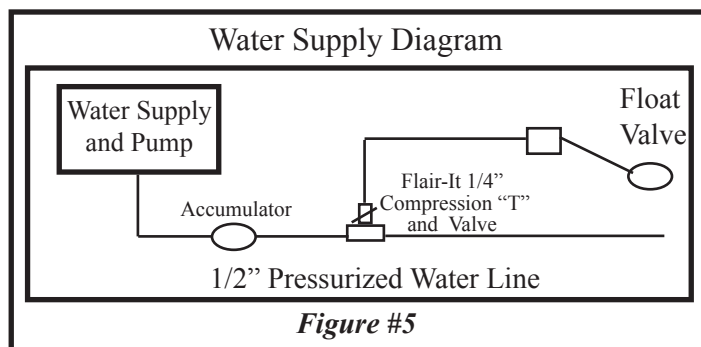 Water Supply Diagram
Water Supply
and Pump
Float
Valve
Flair-It 1/4”
Compression “T”
and Valve
Accumulator
1/2” Pressurized Water Line
Figure #5